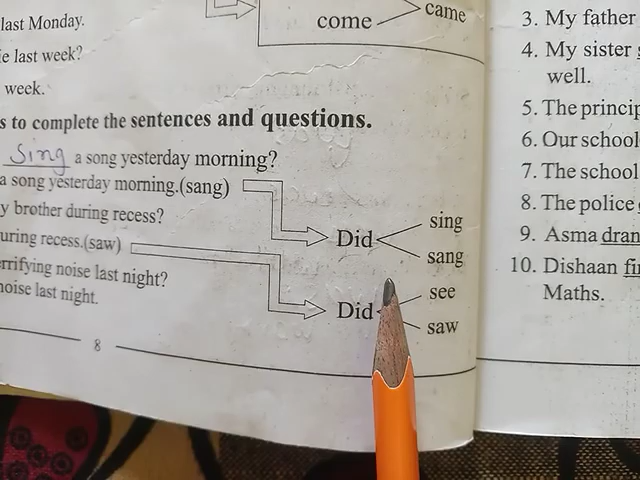 come
came
last Monday.
last week?
week.
s to complete the sentences and questions.
Sing a song yesterday morning?
a song yesterday morning.(sang)
y brother during recess?
uring recess.(saw)
errifying noise last night?
noise last night.
Did
sing
sang
Did
see
saw
8
3. My father
4. My sister
well.
5. The princip
6. Our school
7. The school
8. The police
9. Asma dran
10. Dishaan fin
Maths.